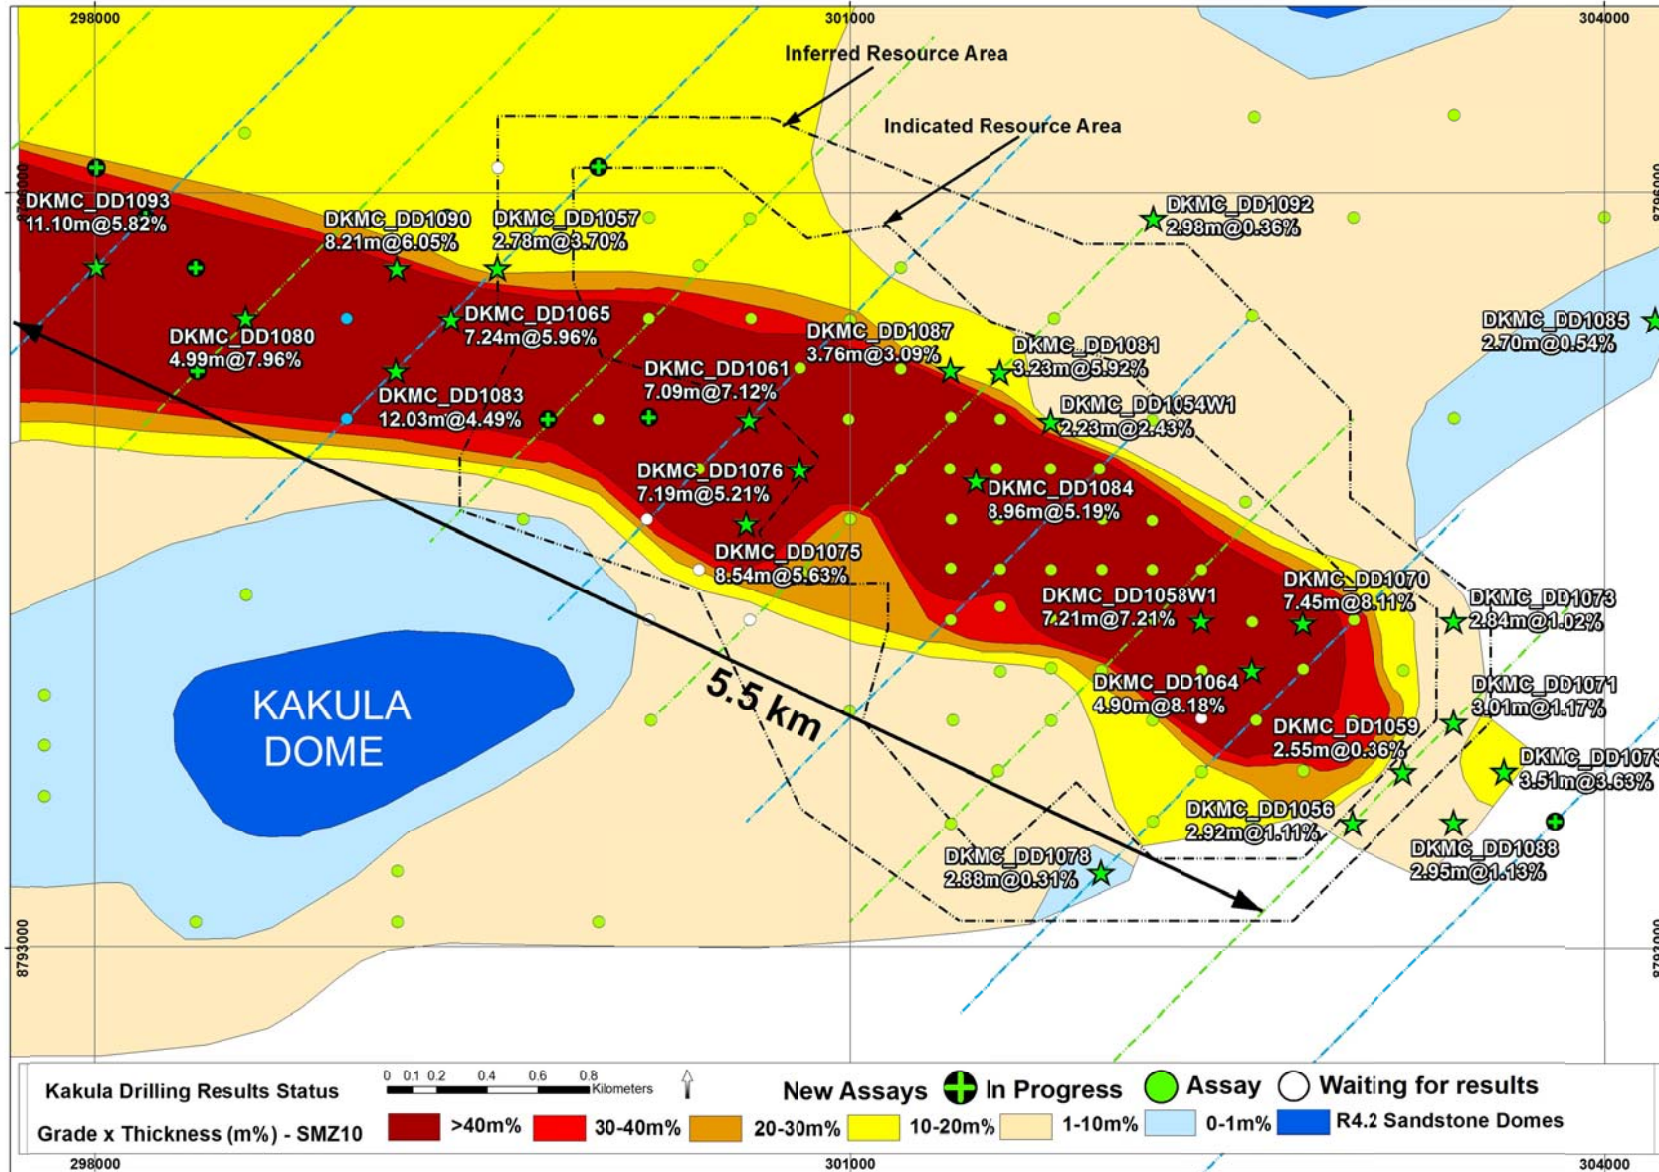 298000
301000
304000
Inferred Resource Area
Indicated Resource Area
8796000
DKMC_DD1093
11.10m@5.82%
DKMC_DD1090
8.21m@6.05%
DKMC_DD1057
2.78m@3.70%
DKMC_DD1092
2.98m@0.36%
DKMC_DD1065
7.24m@5.96%
DKMC_DD1080
4.99m@7.96%
DKMC_DD1087
3.76m@3.09%
DKMC_DD1081
3.23m@5.92%
DKMC_DD1085
2.70m@0.54%
DKMC_DD1061
7.09m@7.12%
DKMC_DD1083
12.03m@4.49%
DKMC_DD1054W1
2.23m@2.43%
DKMC_DD1076
7.19m@5.21%
DKMC_DD1084
8.96m@5.19%
DKMC_DD1075
8.54m@5.63%
DKMC_DD1058W1
7.21m@7.21%
DKMC_DD1070
7.45m@8.11%
DKMC_DD1073
2.84m@1.02%
DKMC_DD1064
4.90m@8.18%
DKMC_DD1071
3.01m@1.17%
KAKULA
DOME
5.5 km
DKMC_DD1059
2.55m@0.36%
DKMC_DD1079
3.51m@3.63%
DKMC_DD1056
2.92m@1.11%
DKMC_DD1078
2.88m@0.31%
DKMC_DD1088
2.95m@1.13%
8793000
8793000
Kakula Drilling Results Status
0 0.1 0.2 0.4 0.6 0.8
Kilometers
New Assays
In Progress
Assay
Waiting for results
Grade x Thickness (m%) - SMZ10
>40m%
30-40m%
20-30m%
10-20m%
1-10m%
0-1m%
R4.2 Sandstone Domes
298000
301000
304000